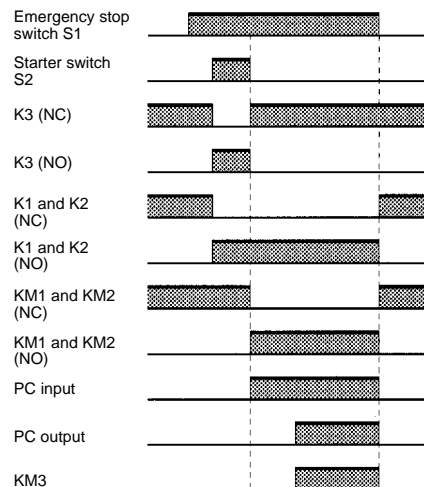 Emergency stop
switch S1
Starter switch
S2
K3 (NC)
K3 (NO)
K1 and K2
(NC)
K1 and K2
(NO)
KM1 and KM2
(NC)
KM1 and KM2
(NO)
PC input
PC output
KM3